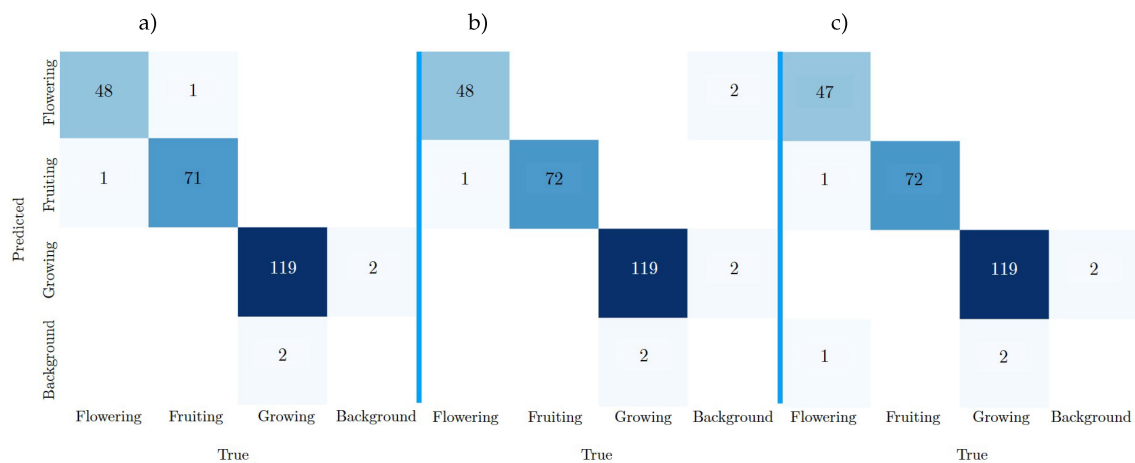 a) b) c)
Flowering 48 1 48 2 47
Fruiting 1 71 1 72 1 72
Growing 119 2 119 2 119 2
Background 2 2 1 2
Predicted
Flowering Fruiting Growing Background Flowering Fruiting Growing Background Flowering Fruiting Growing Background
True True True